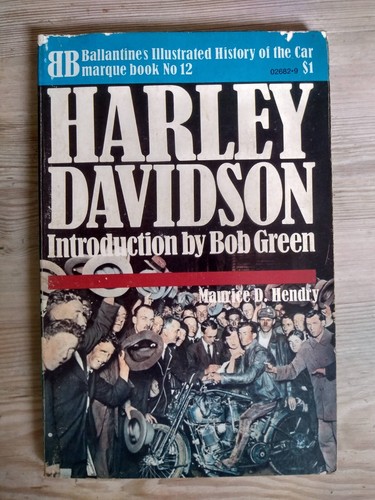 BB Ballantine's Illustrated History of the Car
marque book No 12 02682·9 $1
HARLEY
DAVIDSON
Introduction by Bob Green
Maurice D. Hendry